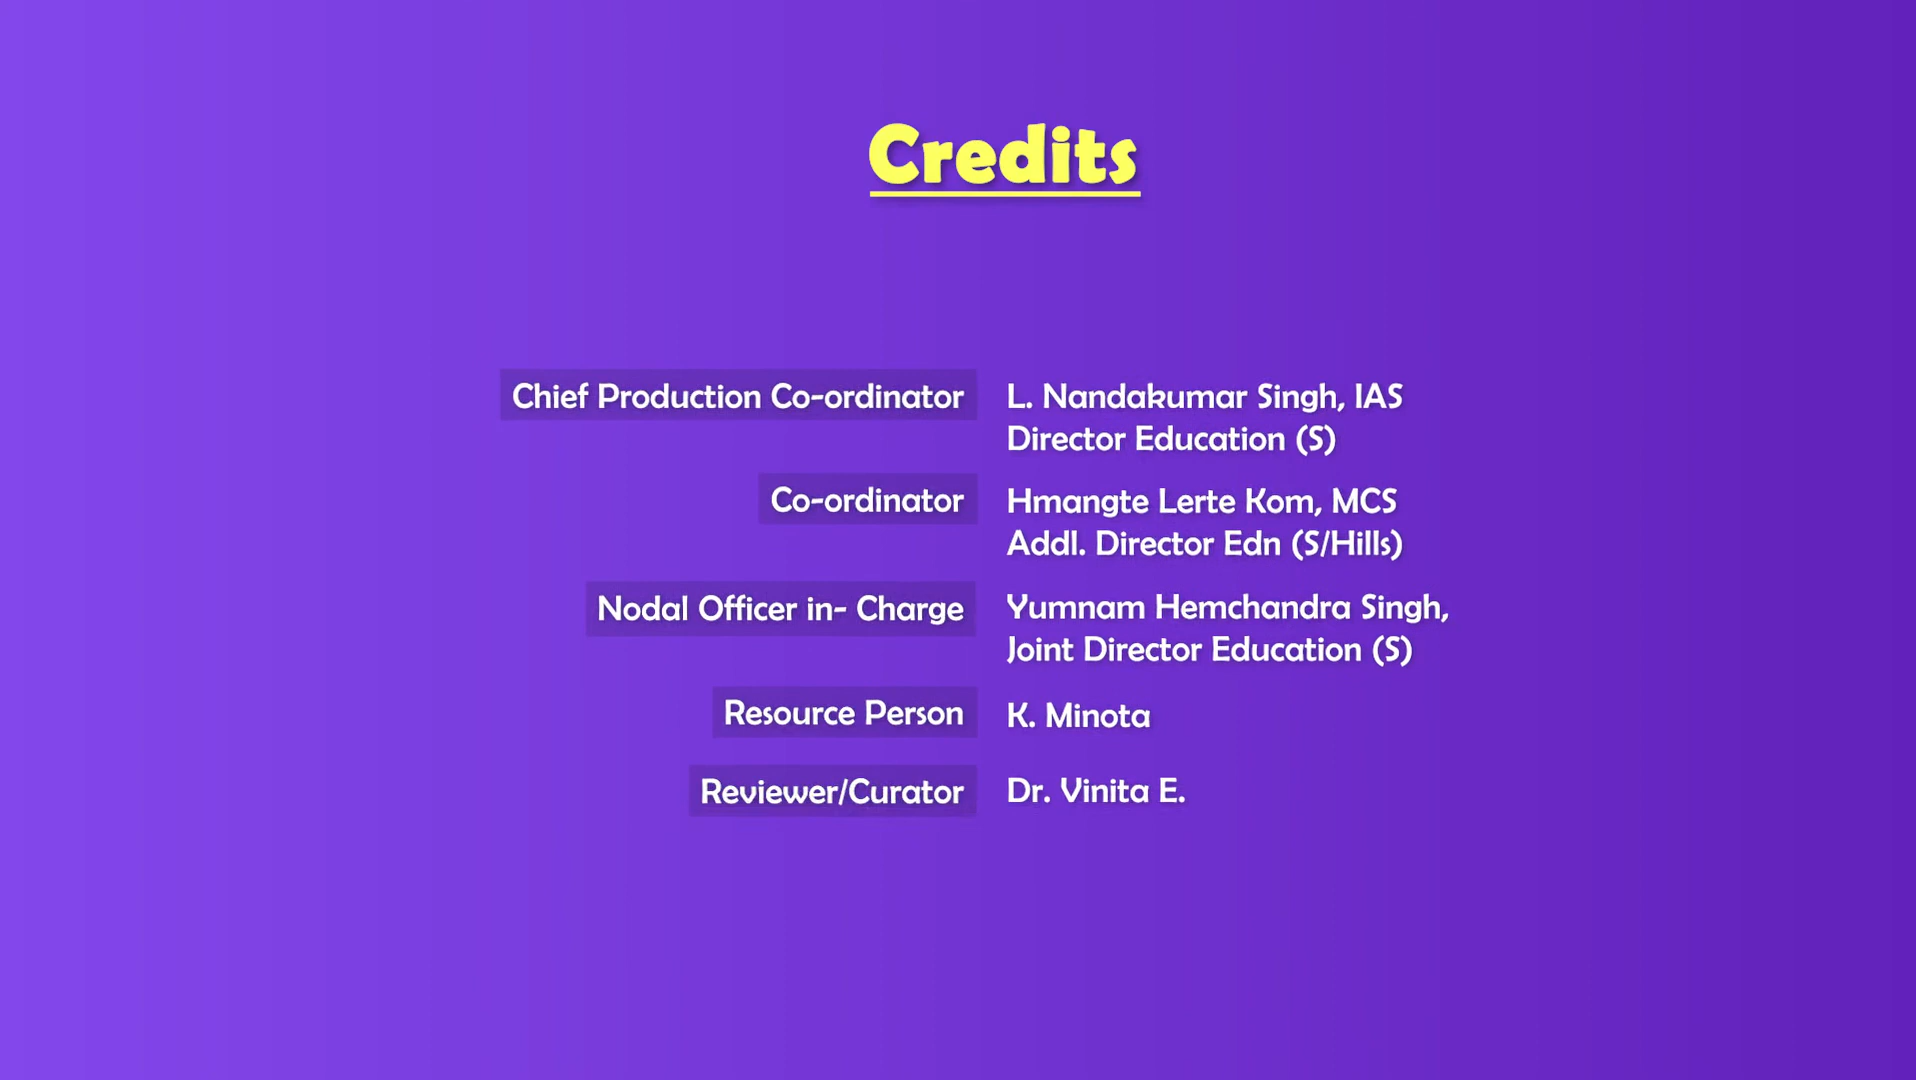 Credits
Chief Production Co-ordinator L. Nandakumar Singh, IAS
Director Education (S)
Co-ordinator Hmangte Lerte Kom, MCS
Addl. Director Edn (S/Hills)
Nodal Officer in- Charge Yumnam Hemchandra Singh,
Joint Director Education (S)
Resource Person K. Minota
Reviewer/Curator Dr. Vinita E.